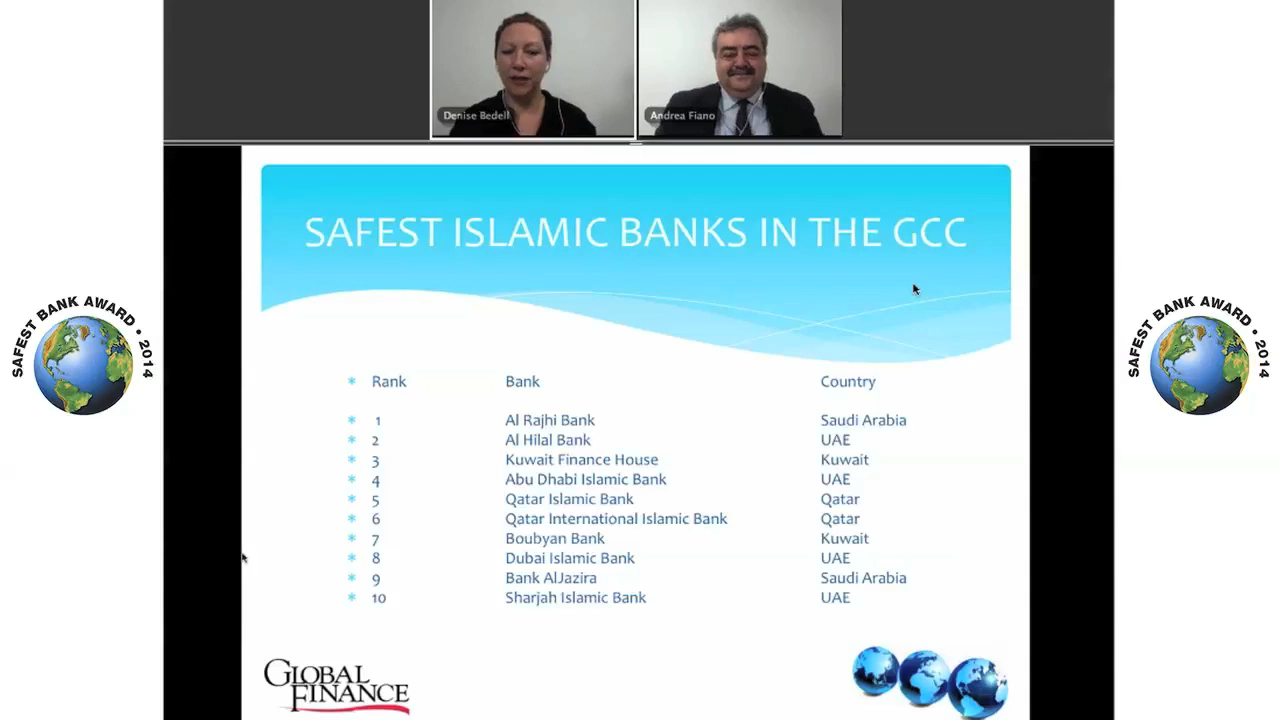 Denise Bedell
Andrea Fiano
SAFEST ISLAMIC BANKS IN THE GCC
SAFEST BANK AWARD • 2014
SAFEST BANK AWARD • 2014
* Rank Bank Country
* 1 Al Rajhi Bank Saudi Arabia
* 2 Al Hilal Bank UAE
* 3 Kuwait Finance House Kuwait
* 4 Abu Dhabi Islamic Bank UAE
* 5 Qatar Islamic Bank Qatar
* 6 Qatar International Islamic Bank Qatar
* 7 Boubyan Bank Kuwait
* 8 Dubai Islamic Bank UAE
* 9 Bank AlJazira Saudi Arabia
* 10 Sharjah Islamic Bank UAE
GLOBAL
FINANCE